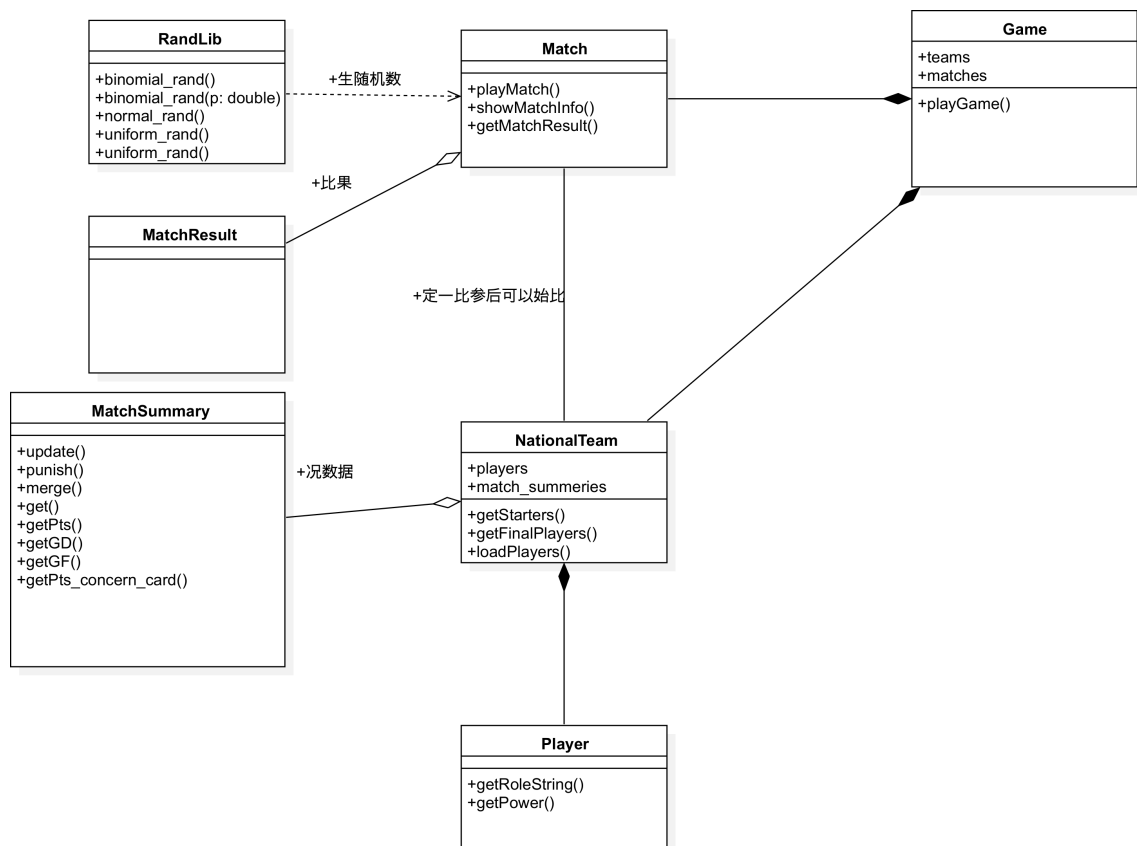 RandLib
+binomial_rand()
+binomial_rand(p: double)
+normal_rand()
+uniform_rand()
+uniform_rand()
+生随机数
Match
+playMatch()
+showMatchInfo()
+getMatchResult()
Game
+teams
+matches
+playGame()
+比果
MatchResult
+定一比参后可以始比
MatchSummary
+update()
+punish()
+merge()
+get()
+getPts()
+getGD()
+getGF()
+getPts_concern_card()
+况数据
NationalTeam
+players
+match_summeries
+getStarters()
+getFinalPlayers()
+loadPlayers()
Player
+getRoleString()
+getPower()